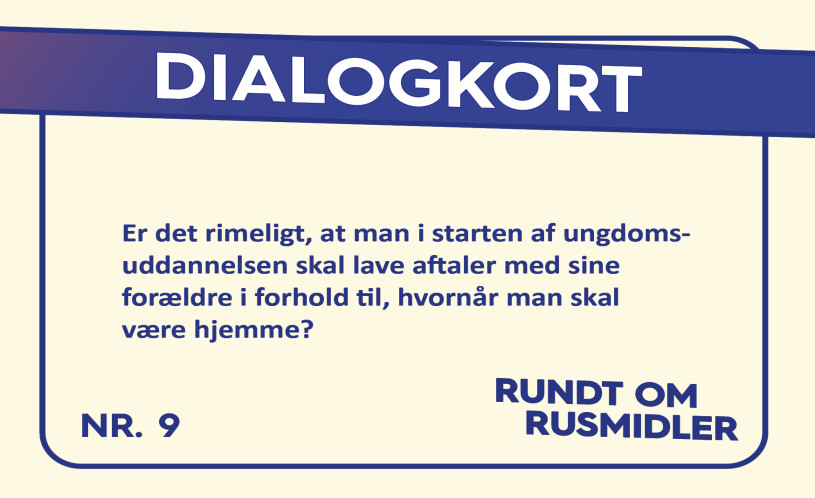 DIALOGKORT
Er det rimeligt, at man i starten af ungdoms-
uddannelsen skal lave aftaler med sine
forældre i forhold til, hvornår man skal
være hjemme?
NR. 9
RUNDT OM
RUSMIDLER